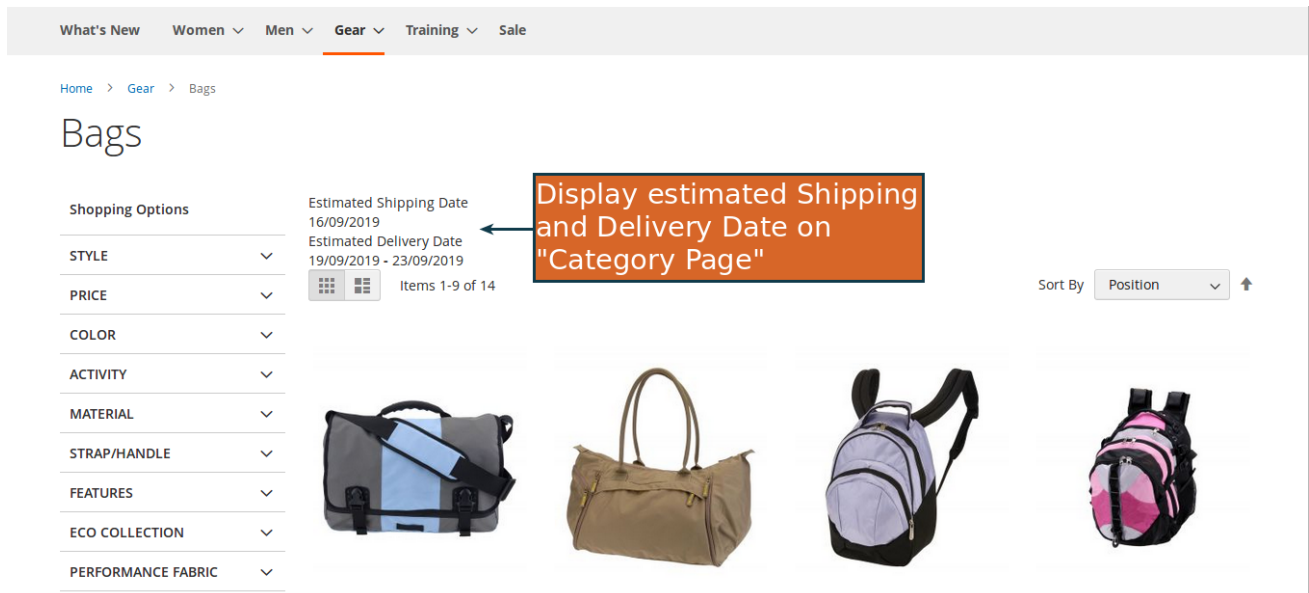 What's New Women Men Gear Training Sale
Home > Gear > Bags
Bags
Shopping Options
STYLE
PRICE
COLOR
ACTIVITY
MATERIAL
STRAP/HANDLE
FEATURES
ECO COLLECTION
PERFORMANCE FABRIC
Estimated Shipping Date
16/09/2019
Estimated Delivery Date
19/09/2019 - 23/09/2019
Display estimated Shipping
and Delivery Date on
"Category Page"
Items 1-9 of 14
Sort By Position